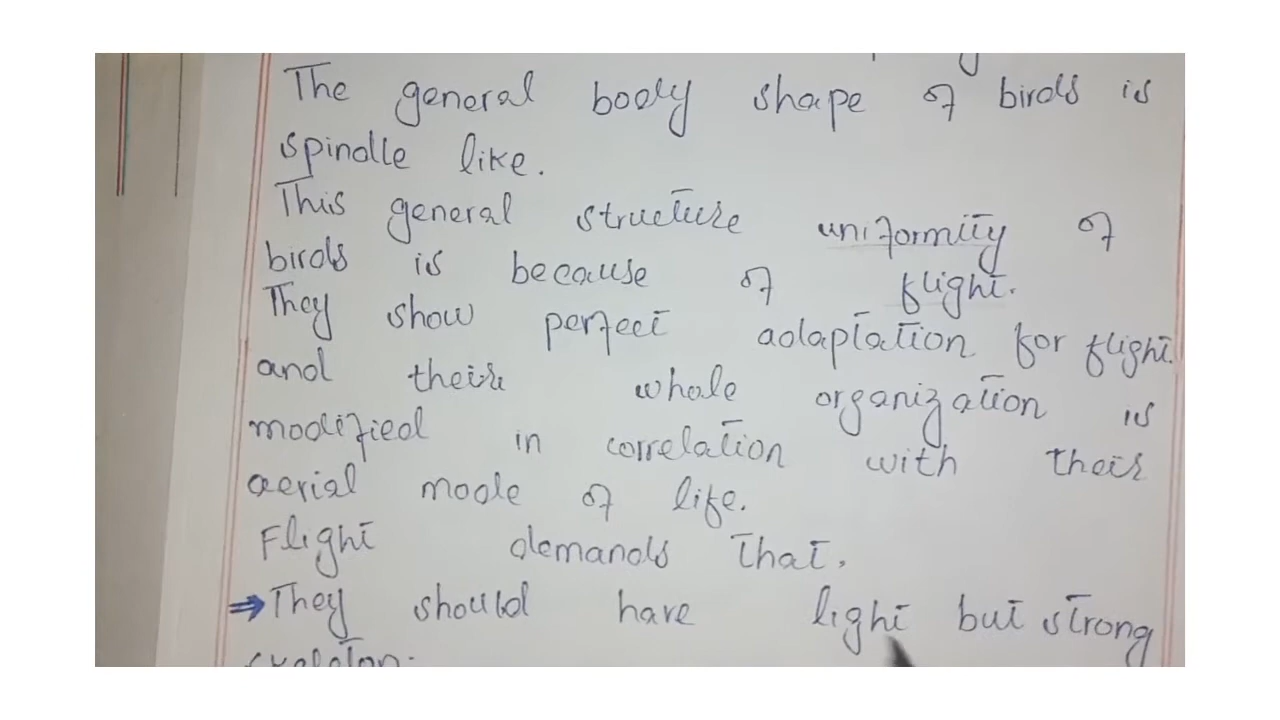 The general body shape of birds is
spindle like.
This general structure uniformity of
birds is because of flight.
They show perfect adaptation for flight
and their whole organization is
modified in correlation with their
aerial mode of life.
Flight demands that,
⇒ They should have light but strong
skeleton.